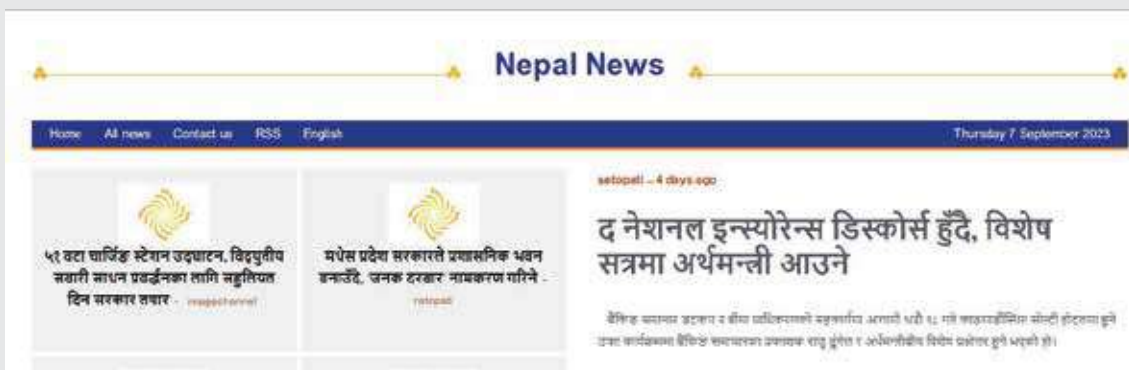 Nepal News
Home All news Contact us RSS English
Thursday 7 September 2023
५१ वटा चार्जिङ स्टेशन उद्घाटन, विद्युतीय
सवारी साधन प्रवर्द्धनका लागि सहुलियत
दिन सरकार तयार -
मधेस प्रदेश सरकारले प्रशासनिक भवन
बनाउँदै, 'जनक दरबार' नामकरण गरिने -
ratopati
setopati – 4 days ago
द नेशनल इन्स्योरेन्स डिस्कोर्स हुँदै, विशेष
सत्रमा अर्थमन्त्री आउने